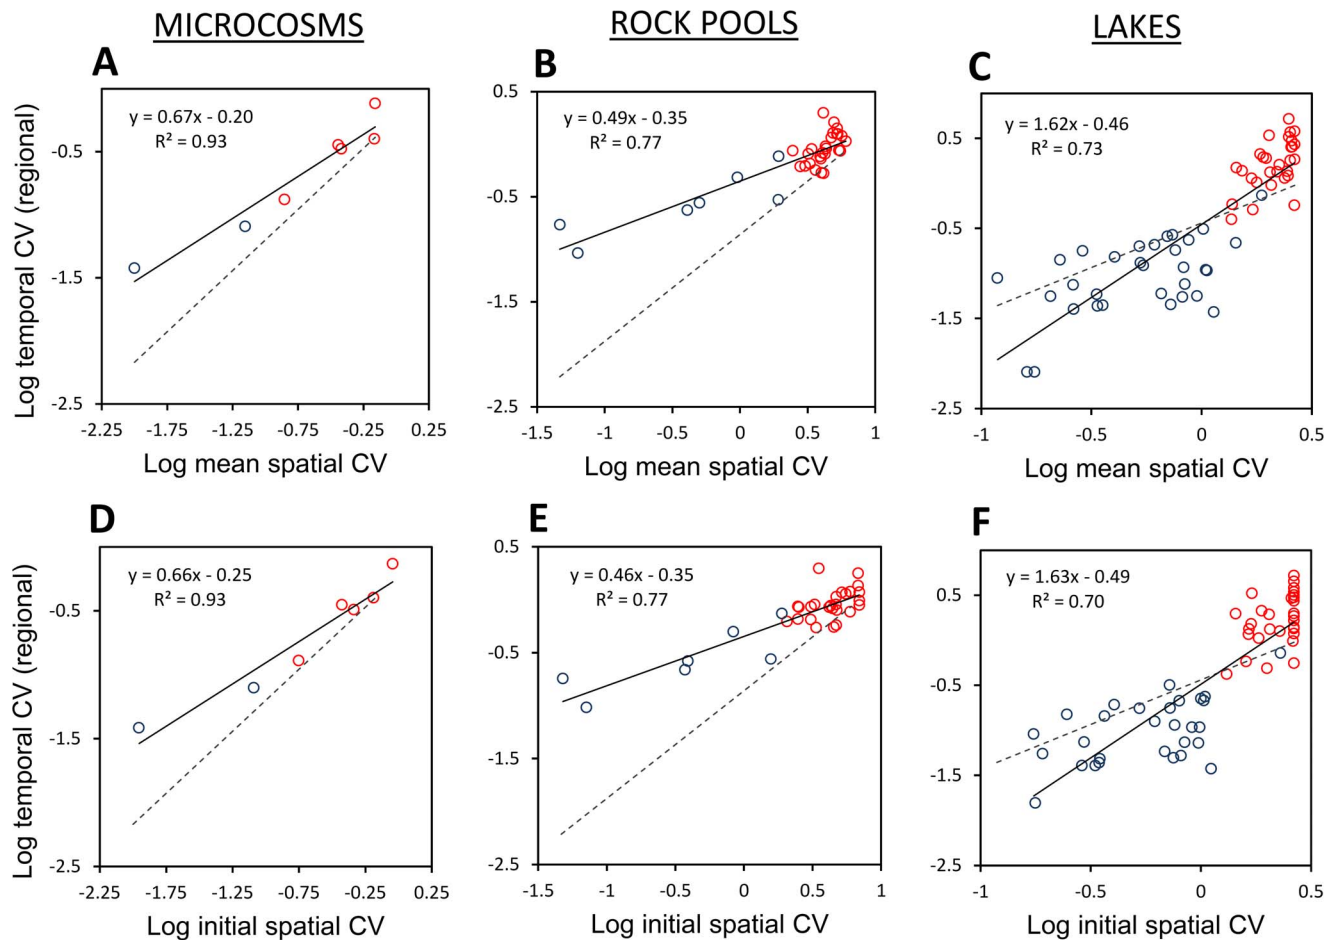 MICROCOSMS
ROCK POOLS
LAKES
A
y = 0.67x - 0.20
R² = 0.93
Log temporal CV (regional)
-0.5
-1.5
-2.5
-2.25 -1.75 -1.25 -0.75 -0.25 0.25
Log mean spatial CV
B
y = 0.49x - 0.35
R² = 0.77
0.5
-0.5
-1.5
-2.5
-1.5 -1 -0.5 0 0.5 1
Log mean spatial CV
C
y = 1.62x - 0.46
R² = 0.73
0.5
-0.5
-1.5
-2.5
-1 -0.5 0 0.5
Log mean spatial CV
D
y = 0.66x - 0.25
R² = 0.93
Log temporal CV (regional)
-0.5
-1.5
-2.5
-2.25 -1.75 -1.25 -0.75 -0.25 0.25
Log initial spatial CV
E
y = 0.46x - 0.35
R² = 0.77
0.5
-0.5
-1.5
-2.5
-1.5 -1 -0.5 0 0.5 1
Log initial spatial CV
F
y = 1.63x - 0.49
R² = 0.70
0.5
-0.5
-1.5
-2.5
-1 -0.5 0 0.5
Log initial spatial CV